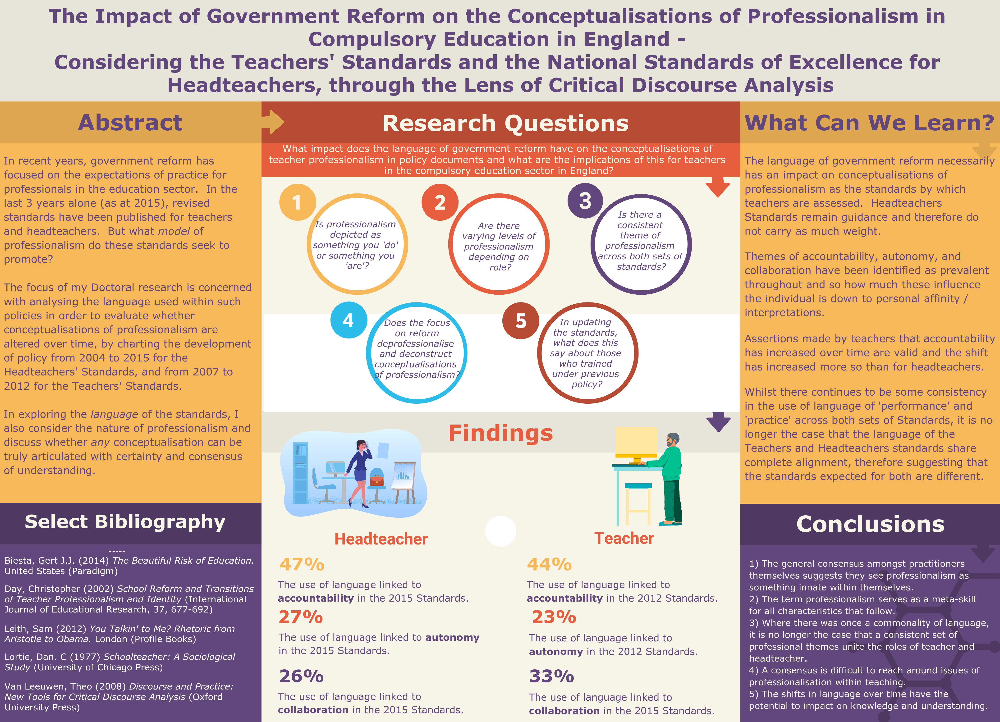 The Impact of Government Reform on the Conceptualisations of Professionalism in
Compulsory Education in England -
Considering the Teachers' Standards and the National Standards of Excellence for
Headteachers, through the Lens of Critical Discourse Analysis
Abstract
In recent years, government reform has
focused on the expectations of practice for
professionals in the education sector.  In the
last 3 years alone (as at 2015), revised
standards have been published for teachers
and headteachers.  But what model of
professionalism do these standards seek to
promote?
The focus of my Doctoral research is concerned
with analysing the language used within such
policies in order to evaluate whether
conceptualisations of professionalism are
altered over time, by charting the development
of policy from 2004 to 2015 for the
Headteachers' Standards, and from 2007 to
2012 for the Teachers' Standards.
In exploring the language of the standards, I
also consider the nature of professionalism and
discuss whether any conceptualisation can be
truly articulated with certainty and consensus
of understanding.
Select Bibliography
-----
Biesta, Gert J.J. (2014) The Beautiful Risk of Education.
United States (Paradigm)
Day, Christopher (2002) School Reform and Transitions
of Teacher Professionalism and Identity (International
Journal of Educational Research, 37, 677-692)
Leith, Sam (2012) You Talkin' to Me? Rhetoric from
Aristotle to Obama. London (Profile Books)
Lortie, Dan. C (1977) Schoolteacher: A Sociological
Study (University of Chicago Press)
Van Leeuwen, Theo (2008) Discourse and Practice:
New Tools for Critical Discourse Analysis (Oxford
University Press)
Research Questions
What impact does the language of government reform have on the conceptualisations of
teacher professionalism in policy documents and what are the implications of this for teachers
in the compulsory education sector in England?
1
Is professionalism
depicted as
something you 'do'
or something you
'are'?
2
Are there
varying levels of
professionalism
depending on
role?
3
Is there a
consistent
theme of
professionalism
across both sets of
standards?
4
Does the focus
on reform
deprofessionalise
and deconstruct
conceptualisations
of professionalism?
5
In updating
the standards,
what does this
say about those
who trained
under previous
policy?
Findings
Headteacher
47%
The use of language linked to
accountability in the 2015 Standards.
27%
The use of language linked to autonomy
in the 2015 Standards.
26%
The use of language linked to
collaboration in the 2015 Standards.
Teacher
44%
The use of language linked to
accountability in the 2012 Standards.
23%
The use of language linked to
autonomy in the 2012 Standards.
33%
The use of language linked to
collaboration in the 2015 Standards.
What Can We Learn?
The language of government reform necessarily
has an impact on conceptualisations of
professionalism as the standards by which
teachers are assessed.  Headteachers
Standards remain guidance and therefore do
not carry as much weight.
Themes of accountability, autonomy, and
collaboration have been identified as prevalent
throughout and so how much these influence
the individual is down to personal affinity /
interpretations.
Assertions made by teachers that accountability
has increased over time are valid and the shift
has increased more so than for headteachers.
Whilst there continues to be some consistency
in the use of language of 'performance' and
'practice' across both sets of Standards, it is no
longer the case that the language of the
Teachers and Headteachers standards share
complete alignment, therefore suggesting that
the standards expected for both are different.
Conclusions
1) The general consensus amongst practitioners
themselves suggests they see professionalism as
something innate within themselves.
2) The term professionalism serves as a meta-skill
for all characteristics that follow.
3) Where there was once a commonality of language,
it is no longer the case that a consistent set of
professional themes unite the roles of teacher and
headteacher.
4) A consensus is difficult to reach around issues of
professionalisation within teaching.
5) The shifts in language over time have the
potential to impact on knowledge and understanding.